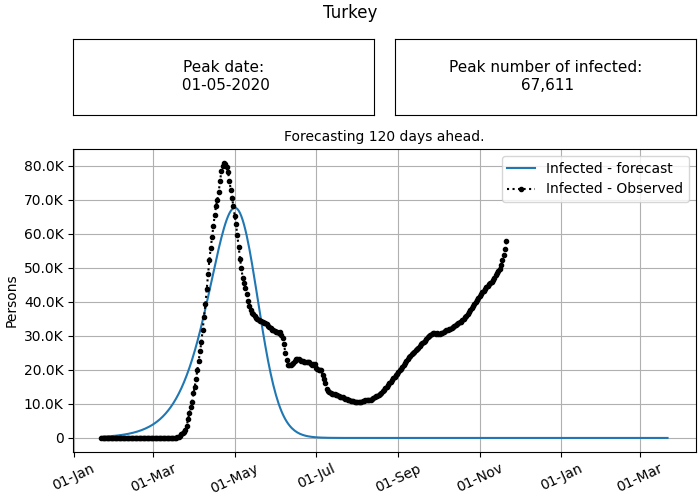 Turkey
Peak date:
01-05-2020
Peak number of infected:
67,611
Forecasting 120 days ahead.
Infected - forecast
Infected - Observed
Persons
80.0K
70.0K
60.0K
50.0K
40.0K
30.0K
20.0K
10.0K
0
01-Jan
01-Mar
01-May
01-Jul
01-Sep
01-Nov
01-Jan
01-Mar